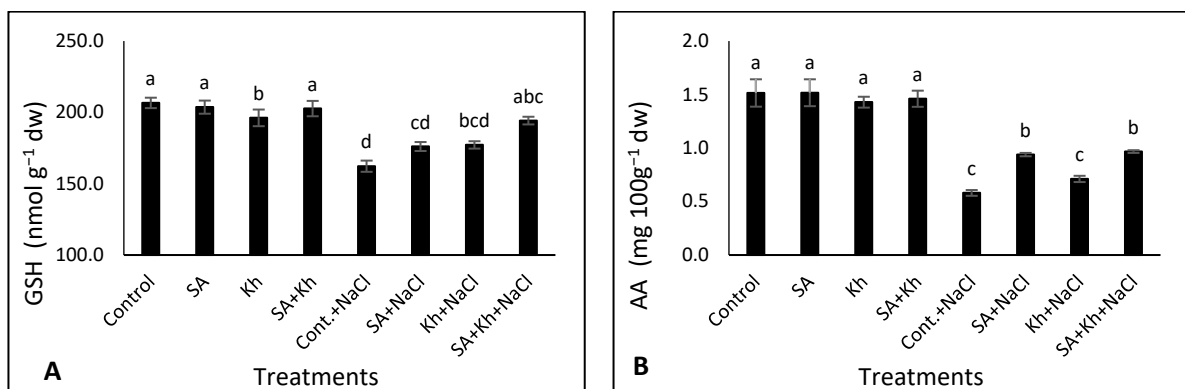 250.0
200.0
150.0
100.0
GSH (nmol g⁻¹ dw)
a
a
b
a
d
cd
bcd
abc
Control
SA
Kh
SA+Kh
Cont.+NaCl
SA+NaCl
Kh+NaCl
SA+Kh+NaCl
A
Treatments
2.0
1.5
1.0
0.5
0.0
AA (mg 100g⁻¹ dw)
a
a
a
a
c
b
c
b
Control
SA
Kh
SA+Kh
Cont.+NaCl
SA+NaCl
Kh+NaCl
SA+Kh+NaCl
B
Treatments